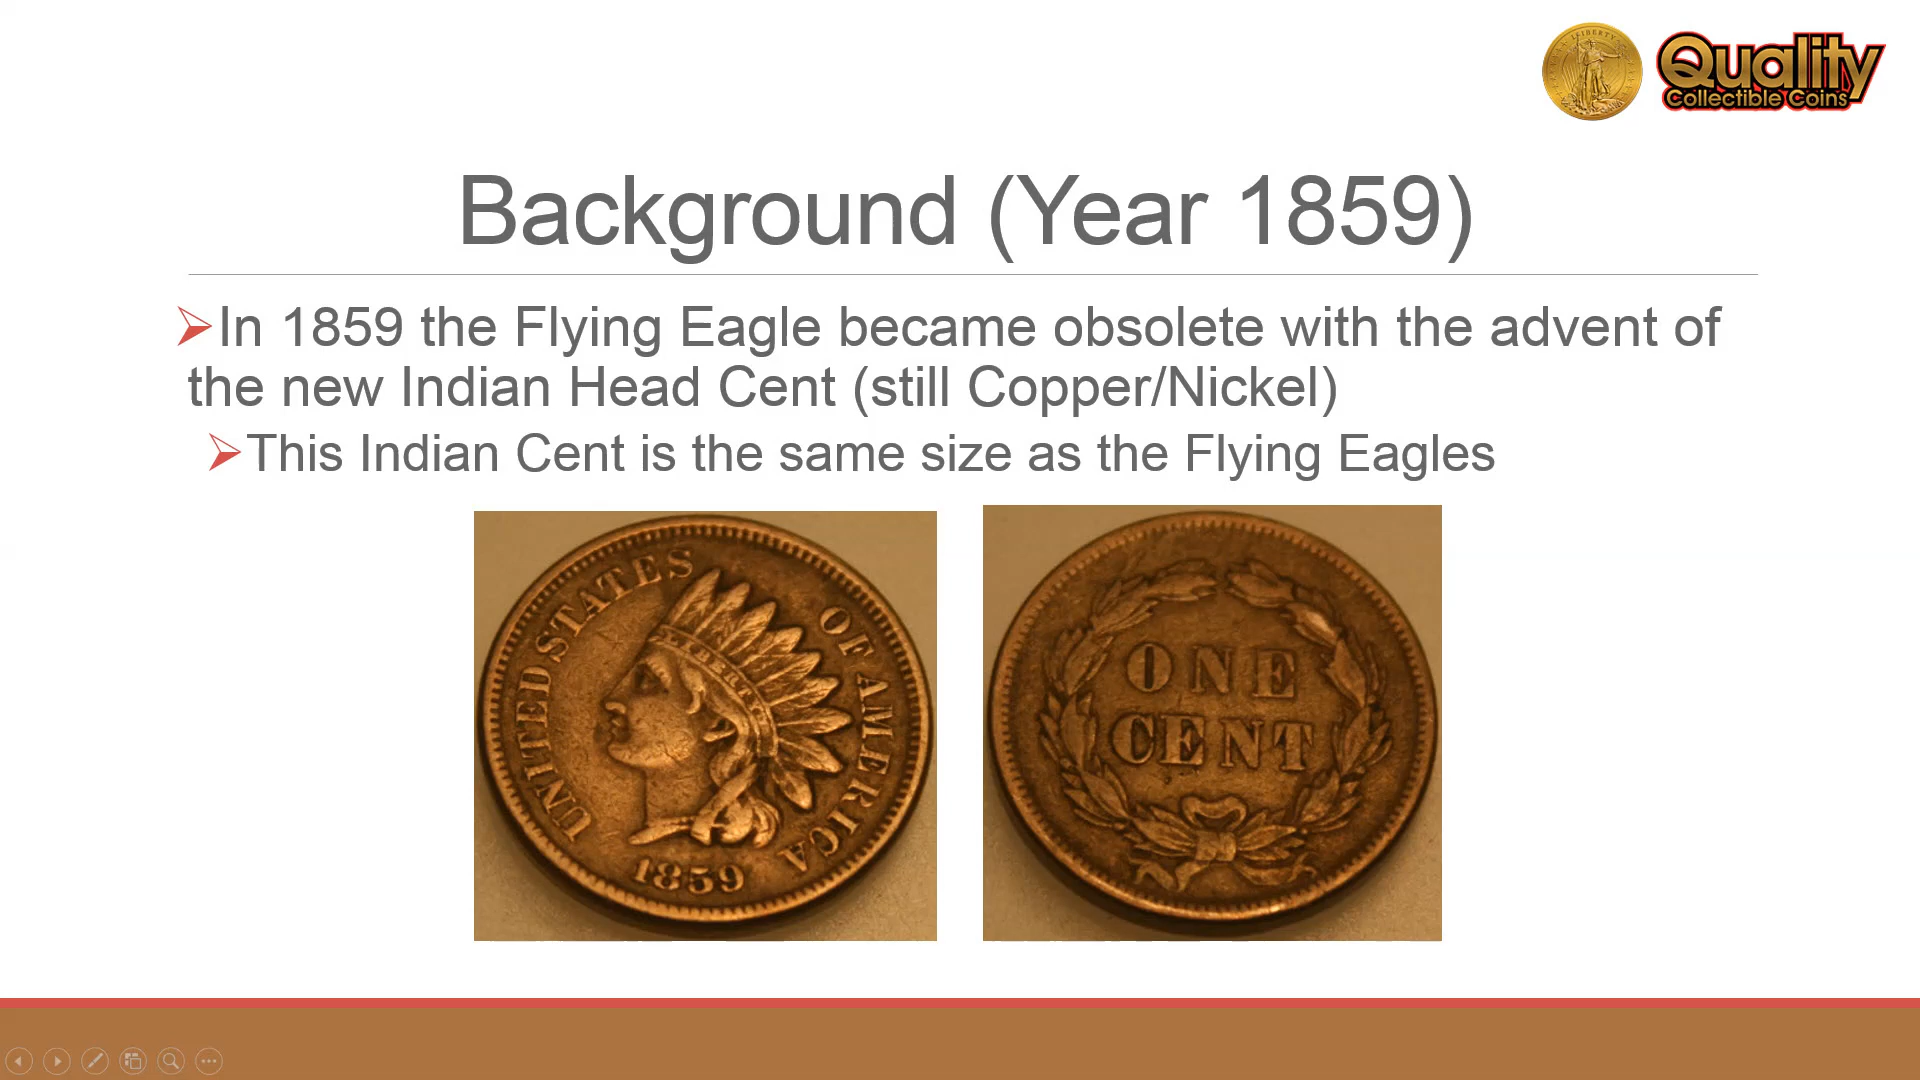 LIBERTY
Quality
Collectible Coins
Background (Year 1859)
In 1859 the Flying Eagle became obsolete with the advent of
the new Indian Head Cent (still Copper/Nickel)
This Indian Cent is the same size as the Flying Eagles
UNITED STATES OF AMERICA
LIBERTY
1859
ONE
CENT